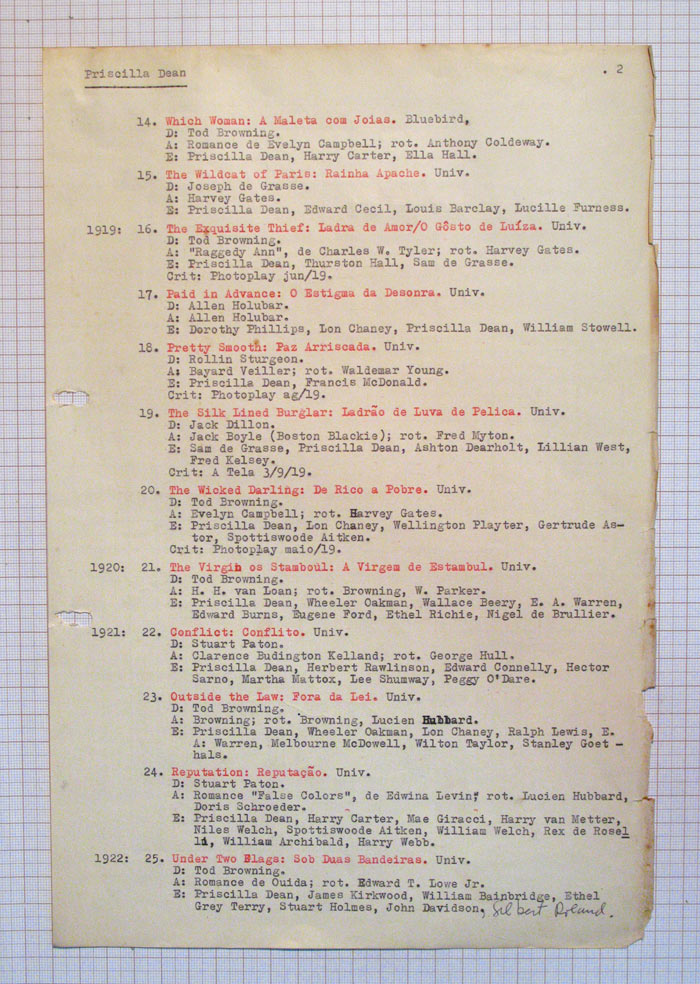 Priscilla Dean . 2
14. Which Woman: A Maleta com Joias. Bluebird,
D: Tod Browning.
A: Romance de Evelyn Campbell; rot. Anthony Coldeway.
E: Priscilla Dean, Harry Carter, Ella Hall.
15. The Wildcat of Paris: Rainha Apache. Univ.
D: Joseph de Grasse.
A: Harvey Gates.
E: Priscilla Dean, Edward Cecil, Louis Barclay, Lucille Furness.
1919: 16. The Exquisite Thief: Ladra de Amor/O Gôsto de Luíza. Univ.
D: Tod Browning.
A: "Raggedy Ann", de Charles W. Tyler; rot. Harvey Gates.
E: Priscilla Dean, Thurston Hall, Sam de Grasse.
Crit: Photoplay jun/19.
17. Paid in Advance: O Estigma da Desonra. Univ.
D: Allen Holubar.
A: Allen Holubar.
E: Dorothy Phillips, Lon Chaney, Priscilla Dean, William Stowell.
18. Pretty Smooth: Paz Arriscada. Univ.
D: Rollin Sturgeon.
A: Bayard Veiller; rot. Waldemar Young.
E: Priscilla Dean, Francis McDonald.
Crit: Photoplay ag/19.
19. The Silk Lined Burglar: Ladrão de Luva de Pelica. Univ.
D: Jack Dillon.
A: Jack Boyle (Boston Blackie); rot. Fred Myton.
E: Sam de Grasse, Priscilla Dean, Ashton Dearholt, Lillian West,
Fred Kelsey.
Crit: A Tela 3/9/19.
20. The Wicked Darling: De Rico a Pobre. Univ.
D: Tod Browning.
A: Evelyn Campbell; rot. Harvey Gates.
E: Priscilla Dean, Lon Chaney, Wellington Playter, Gertrude As-
tor, Spottiswoode Aitken.
Crit: Photoplay maio/19.
1920: 21. The Virgin os Stamboul: A Virgem de Estambul. Univ.
D: Tod Browning.
A: H. H. van Loan; rot. Browning, W. Parker.
E: Priscilla Dean, Wheeler Oakman, Wallace Beery, E. A. Warren,
Edward Burns, Eugene Ford, Ethel Richie, Nigel de Brullier.
1921: 22. Conflict: Conflito. Univ.
D: Stuart Paton.
A: Clarence Budington Kelland; rot. George Hull.
E: Priscilla Dean, Herbert Rawlinson, Edward Connelly, Hector
Sarno, Martha Mattox, Lee Shumway, Peggy O'Dare.
23. Outside the Law: Fora da Lei. Univ.
D: Tod Browning.
A: Browning; rot. Browning, Lucien Hubbard.
E: Priscilla Dean, Wheeler Oakman, Lon Chaney, Ralph Lewis, E.
A: Warren, Melbourne McDowell, Wilton Taylor, Stanley Goet -
hals.
24. Reputation: Reputação. Univ.
D: Stuart Paton.
A: Romance "False Colors", de Edwina Levin; rot. Lucien Hubbard,
Doris Schroeder.
E: Priscilla Dean, Harry Carter, Mae Giracci, Harry van Metter,
Niles Welch, Spottiswoode Aitken, William Welch, Rex de Rosel
li, William Archibald, Harry Webb.
1922: 25. Under Two Flags: Sob Duas Bandeiras. Univ.
D: Tod Browning.
A: Romance de Ouida; rot. Edward T. Lowe Jr.
E: Priscilla Dean, James Kirkwood, William Bainbridge, Ethel
Grey Terry, Stuart Holmes, John Davidson, Gilbert Roland.